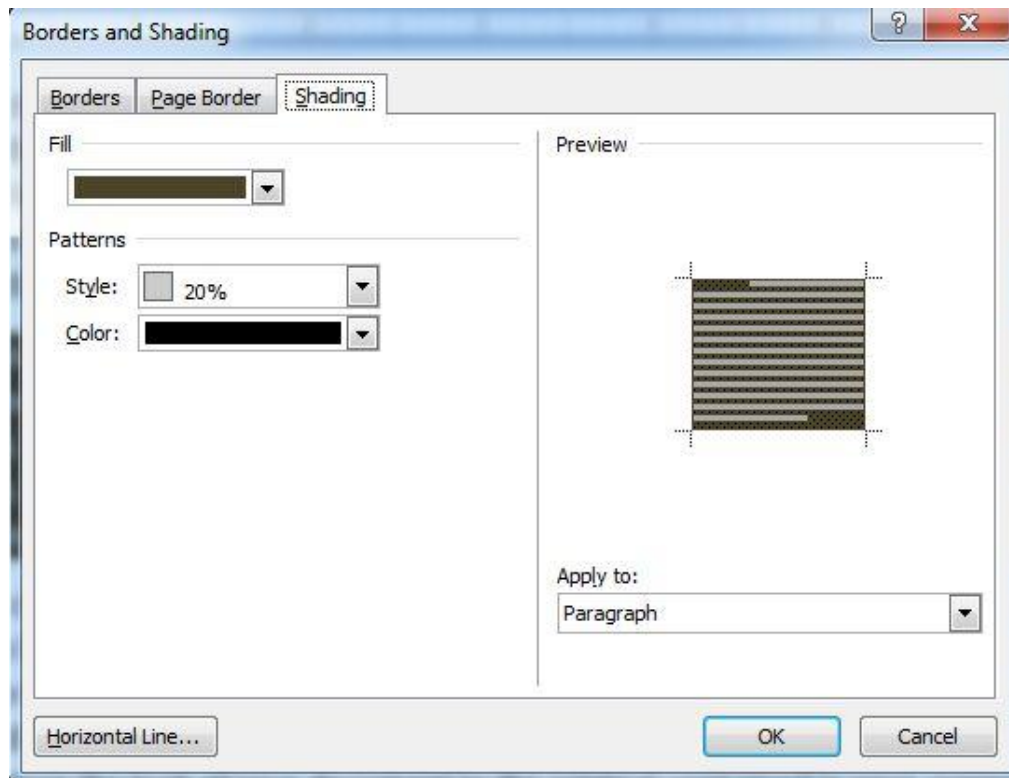 Borders and Shading
? X
Borders Page Border Shading
Fill
Preview
Patterns
Style: 20%
Color:
Apply to:
Paragraph
Horizontal Line...
OK Cancel